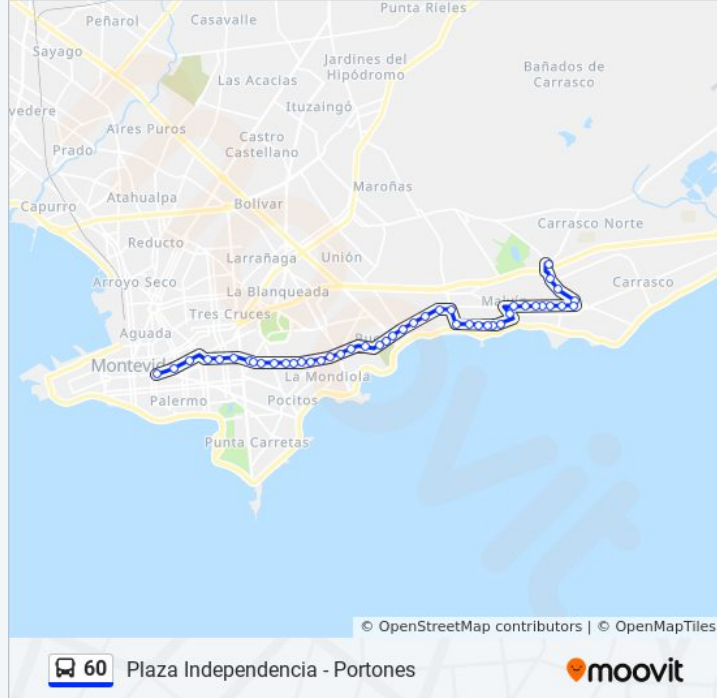 Punta Rieles
Peñarol
Casavalle
Sayago
Jardines del
Hipódromo
Bañados de
Carrasco
Las Acacias
Ituzaingó
vedere
Aires Puros
Castro
Castellano
Prado
Maroñas
Atahualpa
Bolívar
Capurro
Carrasco Norte
Reducto
Larrañaga
Unión
Arroyo Seco
La Blanqueada
Carrasco
Tres Cruces
Aguada
La Mondiola
Palermo
Pocitos
Punta Carretas
© OpenStreetMap contributors | © OpenMapTiles
60
Plaza Independencia - Portones
moovit